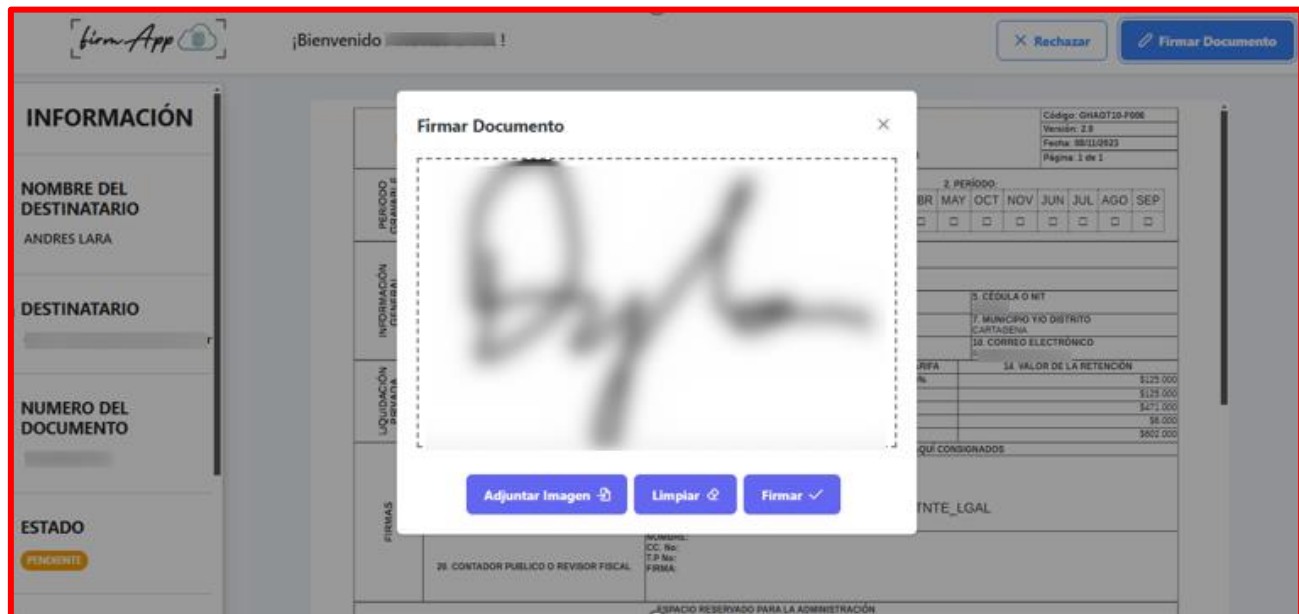 firmApp
¡Bienvenido !
Rechazar
Firmar Documento
INFORMACIÓN
NOMBRE DEL
DESTINATARIO
ANDRES LARA
DESTINATARIO
r
NUMERO DEL
DOCUMENTO
ESTADO
PENDIENTE
Firmar Documento
Adjuntar Imagen
Limpiar
Firmar
Código: GHAGT10-F006
Versión: 2.0
Fecha: 08/11/2023
Página: 1 de 1
PERIODO
GRAVABLE
2. PERÍODO:
BR MAY OCT NOV JUN JUL AGO SEP
INFORMACIÓN
GENERAL
5. CÉDULA O NIT
7. MUNICIPIO Y/O DISTRITO
CARTAGENA
10. CORREO ELECTRÓNICO
LIQUIDACIÓN
PRIVADA
ARIFA 14. VALOR DE LA RETENCIÓN
%
$125.000
$125.000
$471.000
$6.000
$602.000
QUÍ CONSIGNADOS
FIRMAS
TNTE_LGAL
20. CONTADOR PUBLICO O REVISOR FISCAL
NOMBRE:
CC. No:
T.P No:
FIRMA:
ESPACIO RESERVADO PARA LA ADMINISTRACIÓN